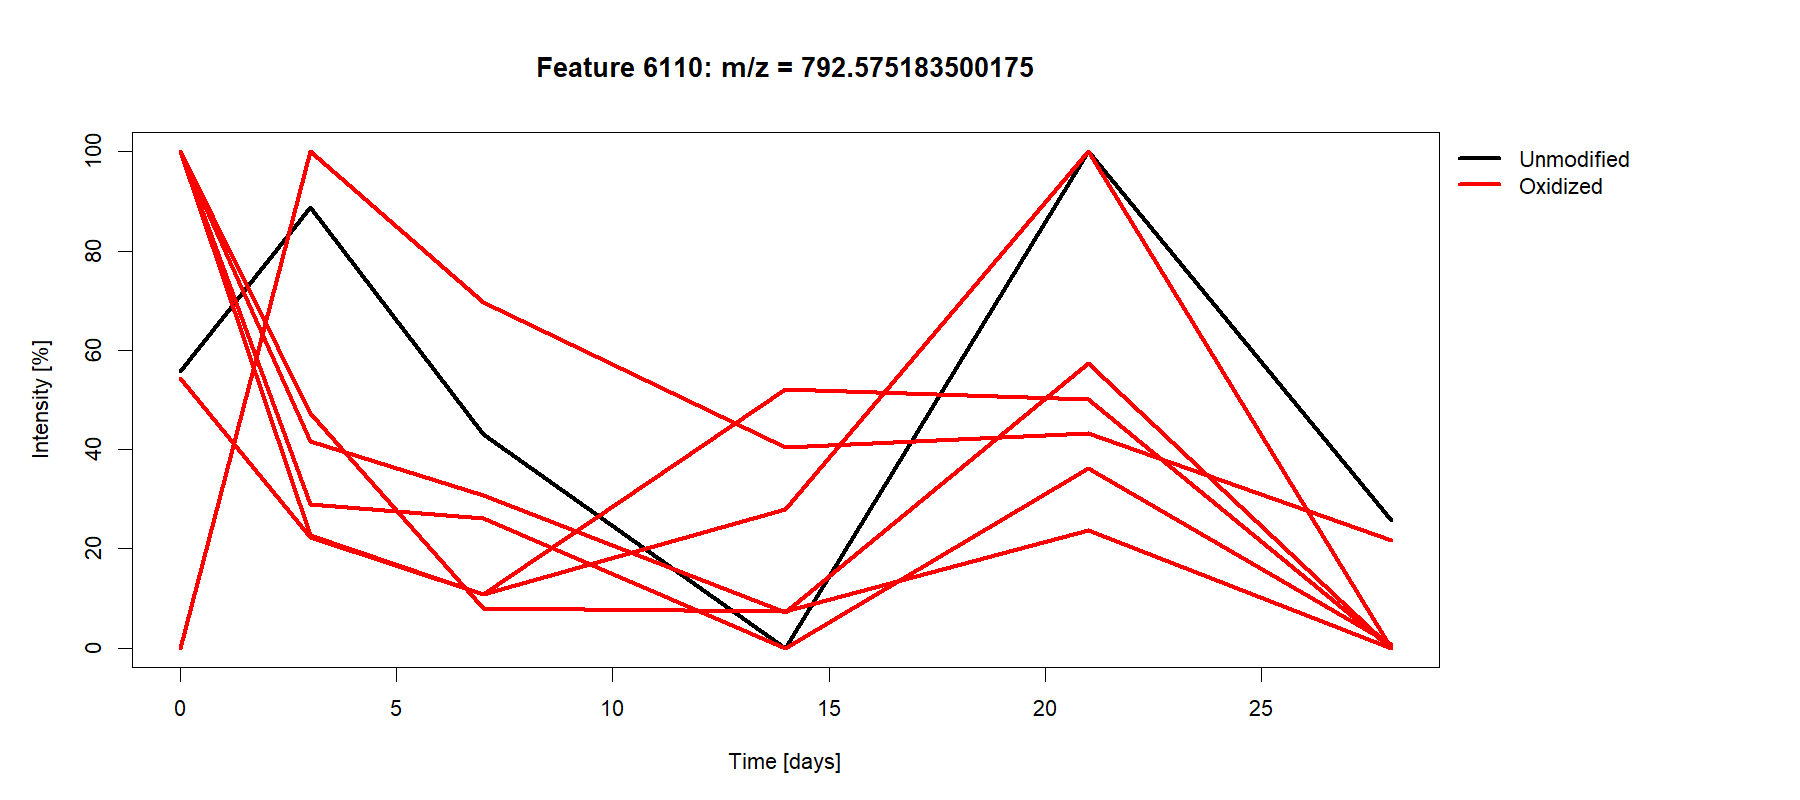 Feature 6110: m/z = 792.575183500175
Unmodified
Oxidized
Intensity [%]
100
80
60
40
20
0
0 5 10 15 20 25
Time [days]